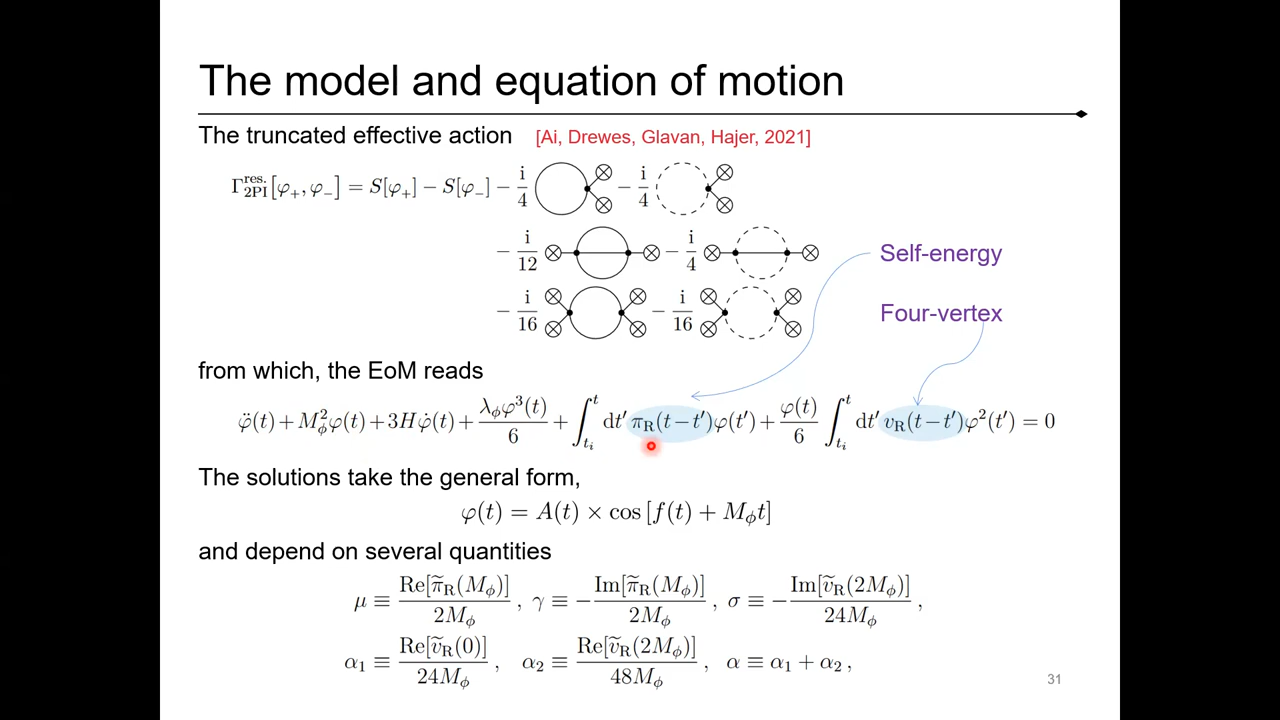 The model and equation of motion
The truncated effective action [Ai, Drewes, Glavan, Hajer, 2021]
Γ_{2PI}^{res.}[φ₊, φ₋] = S[φ₊] − S[φ₋] − i/4 − i/4
− i/12 − i/4
Self-energy
− i/16 − i/16
Four-vertex
from which, the EoM reads
φ̈(t) + M_ϕ²φ(t) + 3Hφ̇(t) + λ_ϕφ³(t)/6 + ∫_{t_i}^{t} dt′ π_R(t−t′)φ(t′) + φ(t)/6 ∫_{t_i}^{t} dt′ v_R(t−t′)φ²(t′) = 0
The solutions take the general form,
φ(t) = A(t) × cos [f(t) + M_ϕt]
and depend on several quantities
μ ≡ Re[π̃_R(M_ϕ)]/2M_ϕ , γ ≡ − Im[π̃_R(M_ϕ)]/2M_ϕ , σ ≡ − Im[ṽ_R(2M_ϕ)]/24M_ϕ ,
α₁ ≡ Re[ṽ_R(0)]/24M_ϕ , α₂ ≡ Re[ṽ_R(2M_ϕ)]/48M_ϕ , α ≡ α₁ + α₂ ,
31